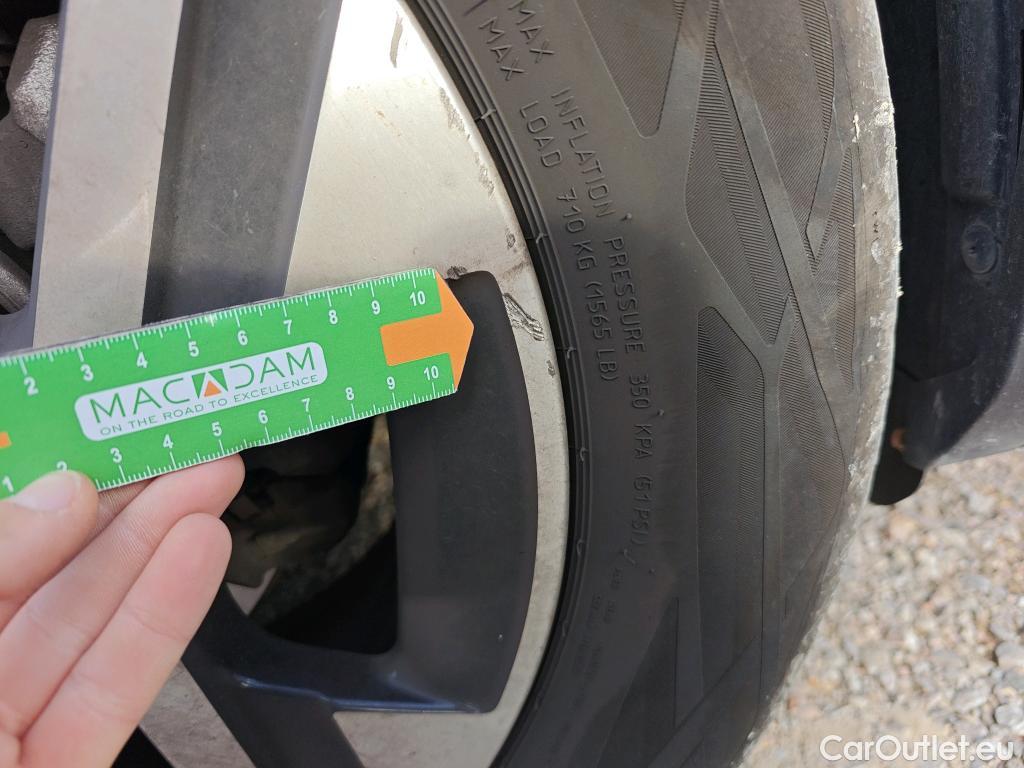 MAX INFLATION PRESSURE 350 KPA (51 PSI)
MAX LOAD 710 KG (1565 LB)
2 3 4 5 6 7 8 9 10
MACADAM
ON THE ROAD TO EXCELLENCE
1 2 3 4 5 6 7 8 9 10
CarOutlet.eu